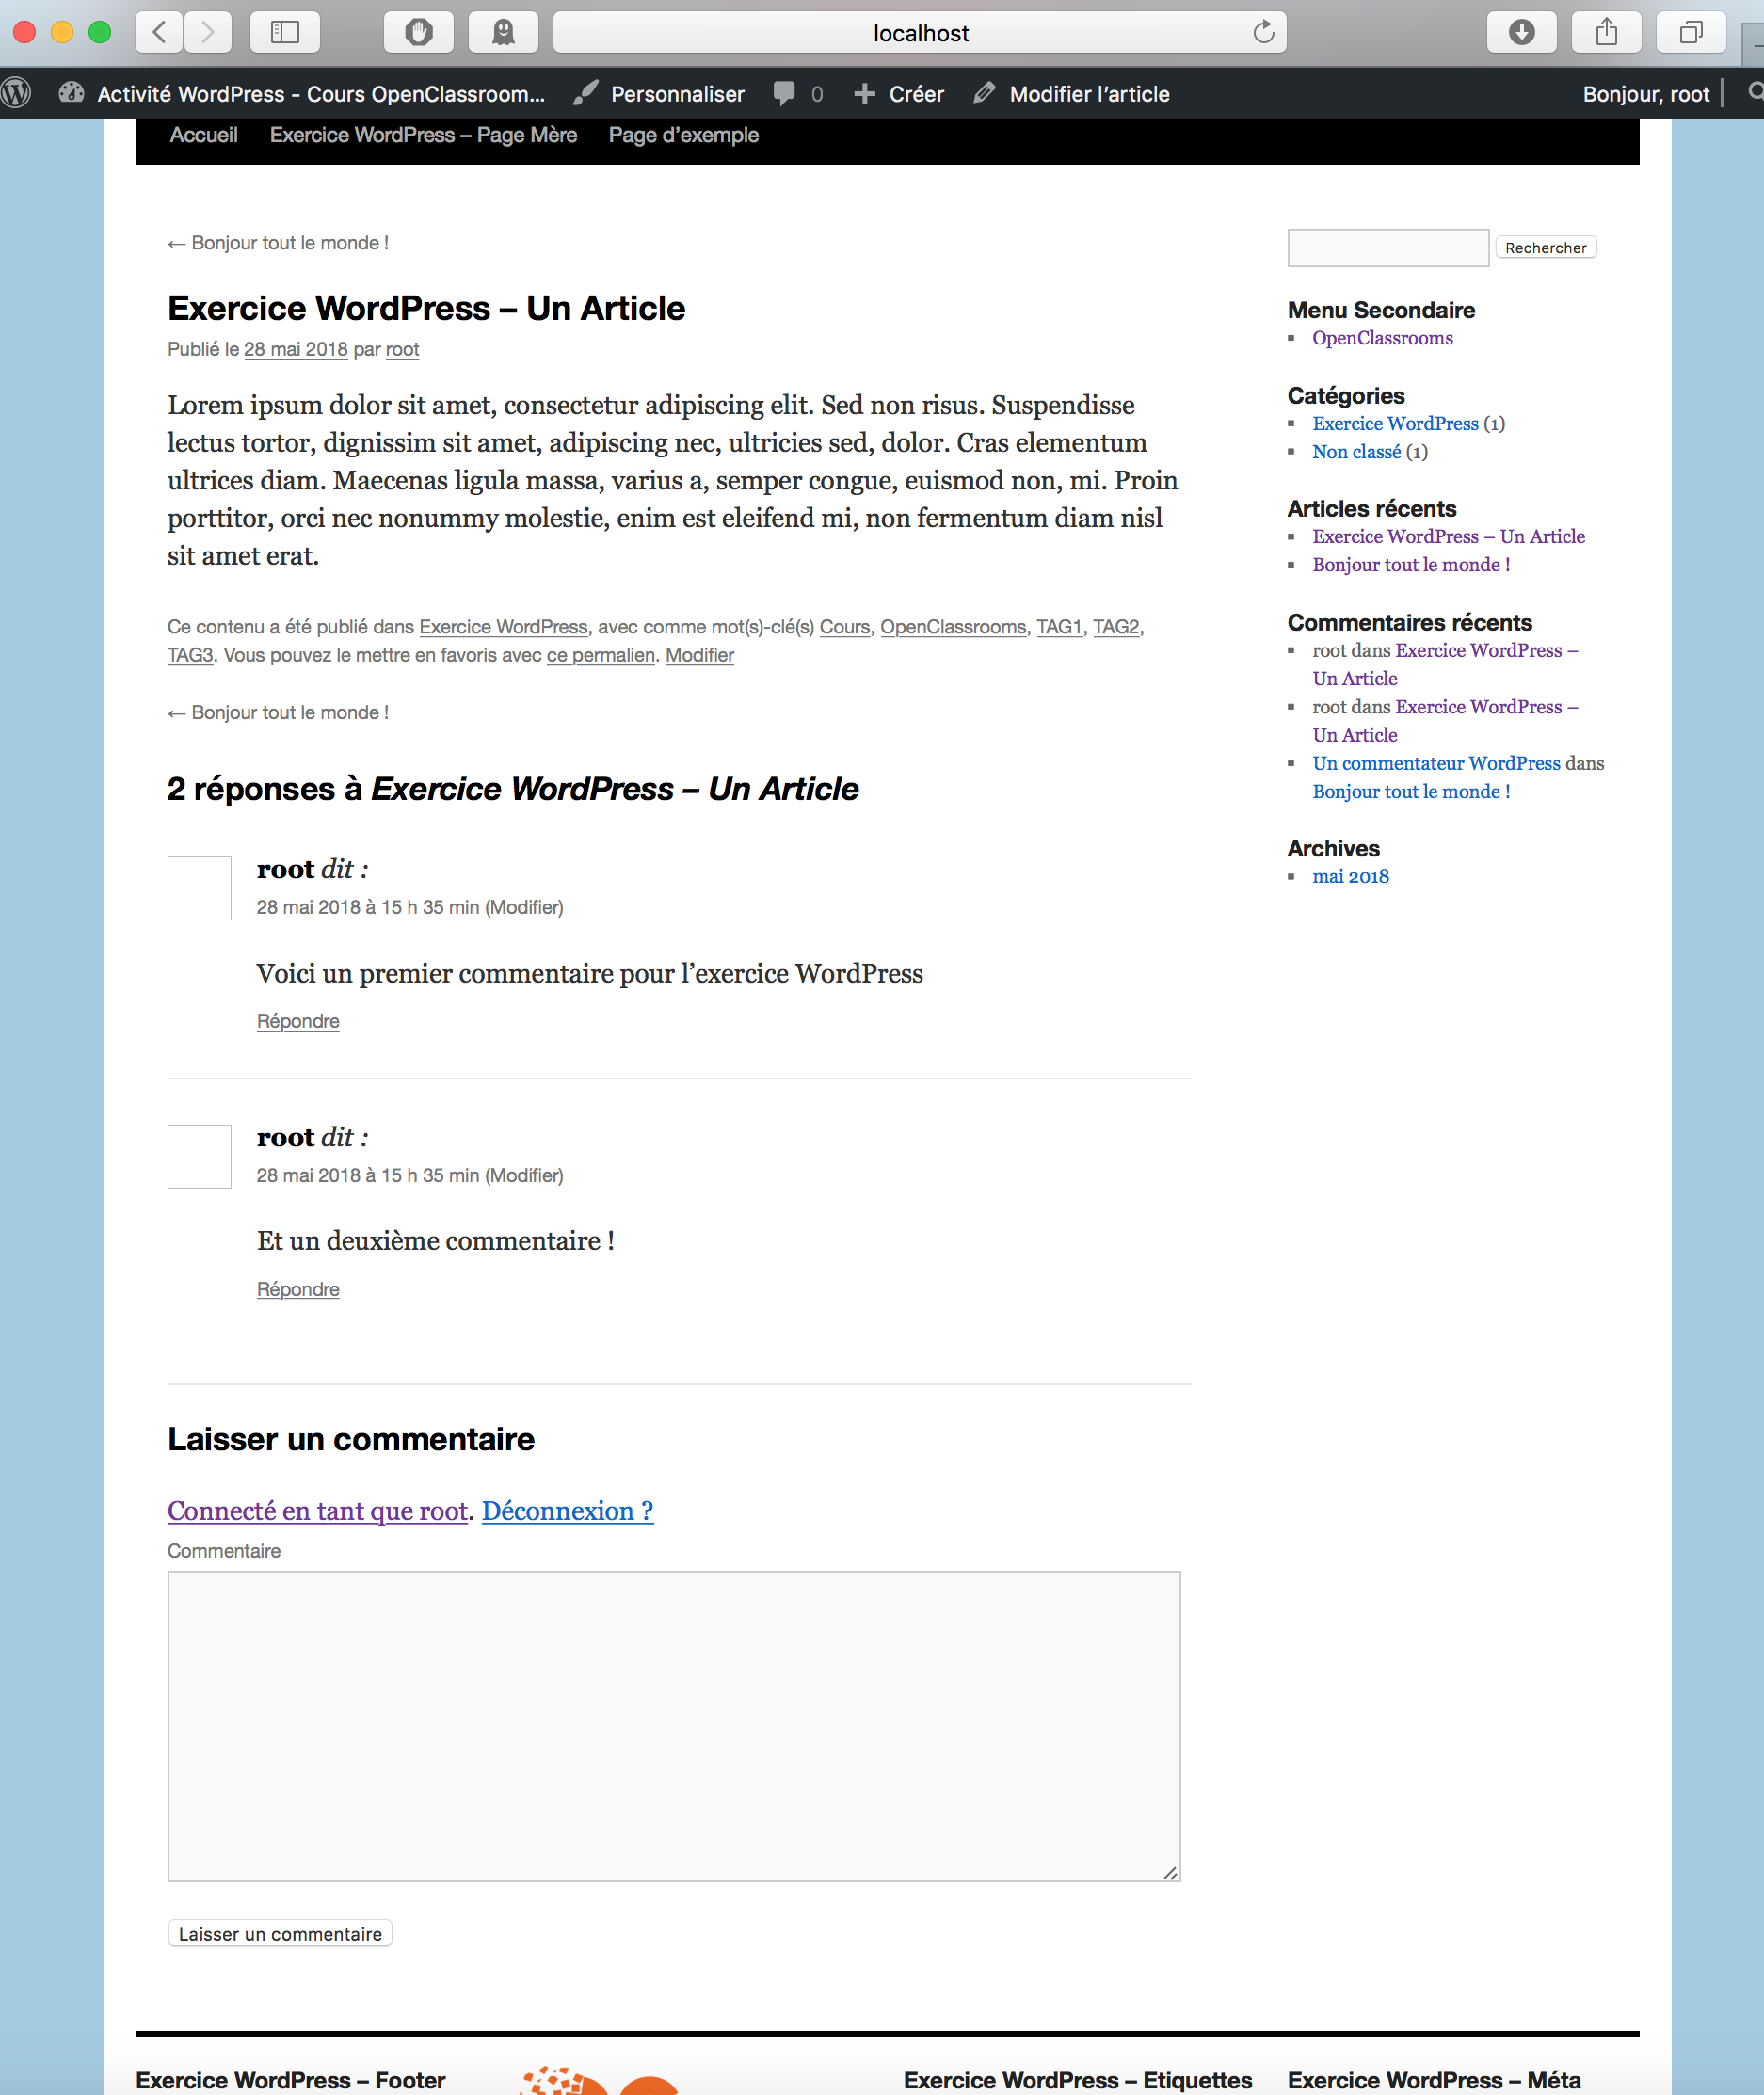 localhost
Activité WordPress - Cours OpenClassroom...
Personnaliser
0
Créer
Modifier l'article
Bonjour, root
Accueil
Exercice WordPress – Page Mère
Page d'exemple
← Bonjour tout le monde !
Exercice WordPress – Un Article
Publié le 28 mai 2018 par root
Lorem ipsum dolor sit amet, consectetur adipiscing elit. Sed non risus. Suspendisse
lectus tortor, dignissim sit amet, adipiscing nec, ultricies sed, dolor. Cras elementum
ultrices diam. Maecenas ligula massa, varius a, semper congue, euismod non, mi. Proin
porttitor, orci nec nonummy molestie, enim est eleifend mi, non fermentum diam nisl
sit amet erat.
Ce contenu a été publié dans Exercice WordPress, avec comme mot(s)-clé(s) Cours, OpenClassrooms, TAG1, TAG2,
TAG3. Vous pouvez le mettre en favoris avec ce permalien. Modifier
← Bonjour tout le monde !
2 réponses à Exercice WordPress – Un Article
root dit :
28 mai 2018 à 15 h 35 min (Modifier)
Voici un premier commentaire pour l'exercice WordPress
Répondre
root dit :
28 mai 2018 à 15 h 35 min (Modifier)
Et un deuxième commentaire !
Répondre
Laisser un commentaire
Connecté en tant que root. Déconnexion ?
Commentaire
Laisser un commentaire
Rechercher
Menu Secondaire
OpenClassrooms
Catégories
Exercice WordPress (1)
Non classé (1)
Articles récents
Exercice WordPress – Un Article
Bonjour tout le monde !
Commentaires récents
root dans Exercice WordPress –
Un Article
root dans Exercice WordPress –
Un Article
Un commentateur WordPress dans
Bonjour tout le monde !
Archives
mai 2018
Exercice WordPress – Footer
Exercice WordPress – Etiquettes
Exercice WordPress – Méta